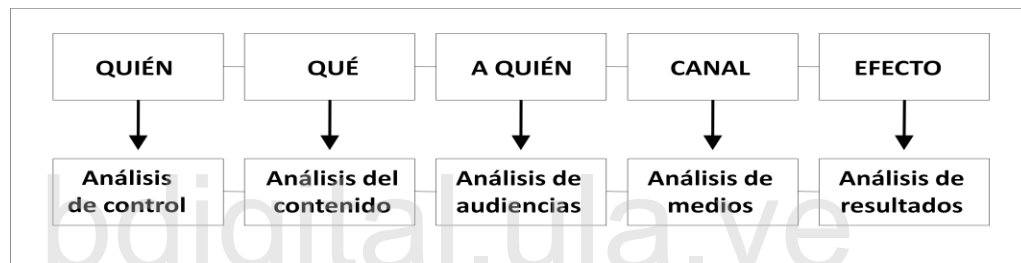 QUIÉN
QUÉ
A QUIÉN
CANAL
EFECTO
Análisis
de control
Análisis del
contenido
Análisis de
audiencias
Análisis de
medios
Análisis de
resultados
bdigital.ula.ve